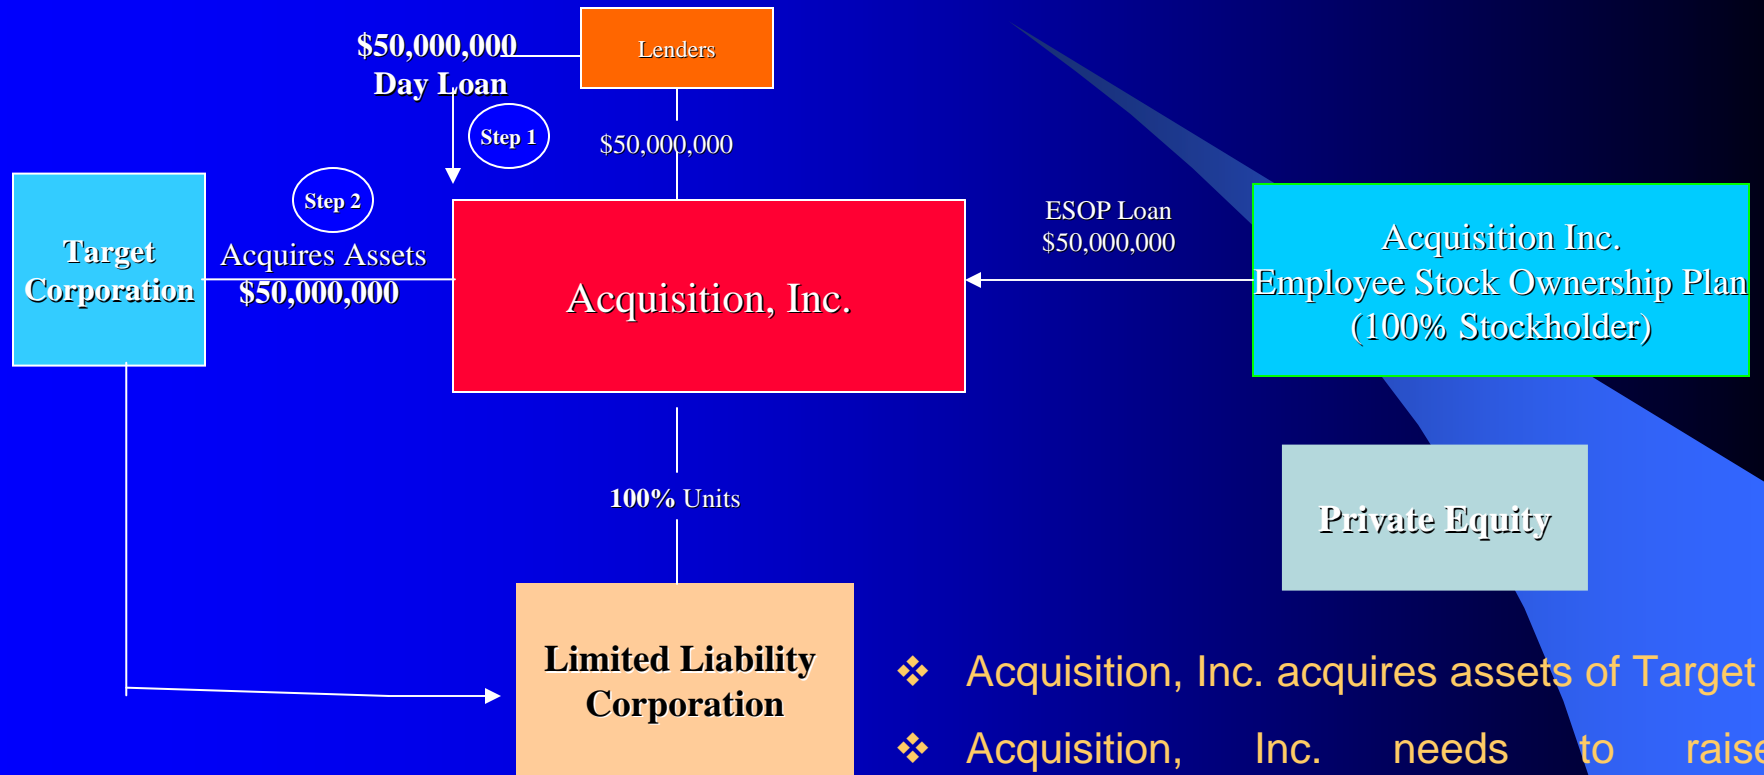 $50,000,000
Day Loan
Lenders
Step 1
$50,000,000
Step 2
Target
Corporation
Acquires Assets
$50,000,000
Acquisition, Inc.
ESOP Loan
$50,000,000
Acquisition Inc.
Employee Stock Ownership Plan
(100% Stockholder)
100% Units
Private Equity
Limited Liability
Corporation
❖ Acquisition, Inc. acquires assets of Target
❖ Acquisition, Inc. needs to raise